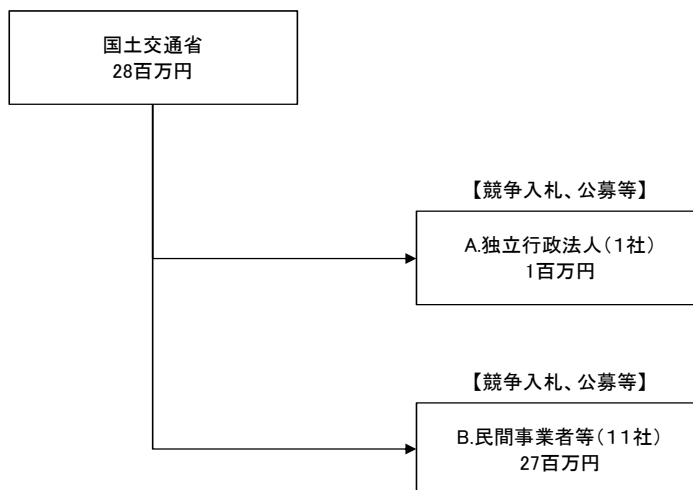 国土交通省
28百万円
【競争入札、公募等】
A.独立行政法人（1社）
1百万円
【競争入札、公募等】
B.民間事業者等（１１社）
27百万円